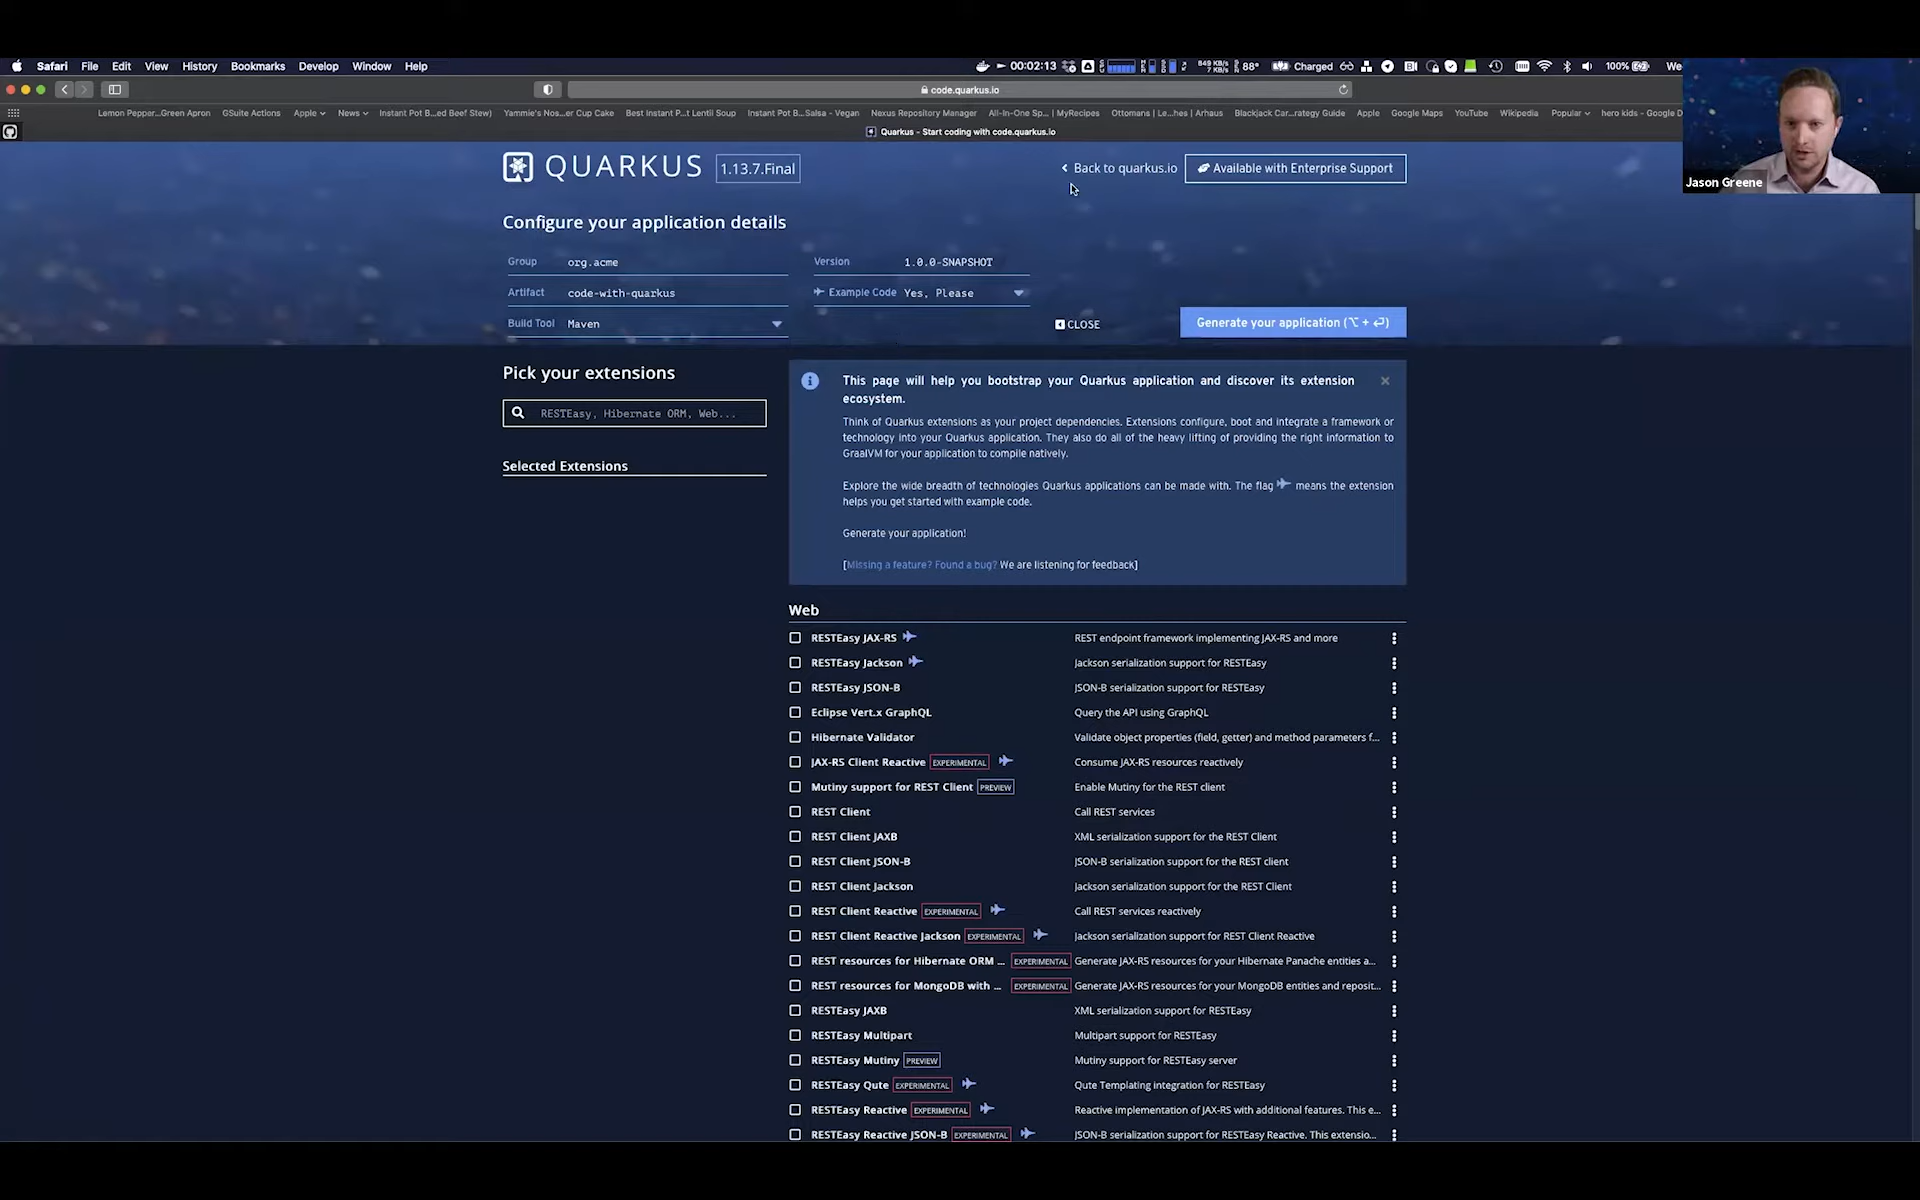 Safari File Edit View History Bookmarks Develop Window Help
00:02:13
849 KB/s
7 KB/s
88° Charged 100%
We
code.quarkus.io
Lemon Pepper...Green Apron GSuite Actions Apple News Instant Pot B...ed Beef Stew) Yammie's Nos...er Cup Cake Best Instant P...t Lentil Soup Instant Pot B...Salsa - Vegan Nexus Repository Manager All-In-One Sp... | MyRecipes Ottomans | Le...hes | Arhaus Blackjack Car...rategy Guide Apple Google Maps YouTube Wikipedia Popular hero kids - Google D
Quarkus - Start coding with code.quarkus.io
QUARKUS 1.13.7.Final
Back to quarkus.io Available with Enterprise Support
Jason Greene
Configure your application details
Group org.acme
Version 1.0.0-SNAPSHOT
Artifact code-with-quarkus
Example Code Yes, Please
Build Tool Maven
CLOSE
Generate your application (⌥ + ⏎)
Pick your extensions
RESTEasy, Hibernate ORM, Web...
Selected Extensions
This page will help you bootstrap your Quarkus application and discover its extension
ecosystem.
Think of Quarkus extensions as your project dependencies. Extensions configure, boot and integrate a framework or
technology into your Quarkus application. They also do all of the heavy lifting of providing the right information to
GraalVM for your application to compile natively.
Explore the wide breadth of technologies Quarkus applications can be made with. The flag means the extension
helps you get started with example code.
Generate your application!
[Missing a feature? Found a bug? We are listening for feedback]
Web
RESTEasy JAX-RS REST endpoint framework implementing JAX-RS and more
RESTEasy Jackson Jackson serialization support for RESTEasy
RESTEasy JSON-B JSON-B serialization support for RESTEasy
Eclipse Vert.x GraphQL Query the API using GraphQL
Hibernate Validator Validate object properties (field, getter) and method parameters f...
JAX-RS Client Reactive EXPERIMENTAL Consume JAX-RS resources reactively
Mutiny support for REST Client PREVIEW Enable Mutiny for the REST client
REST Client Call REST services
REST Client JAXB XML serialization support for the REST Client
REST Client JSON-B JSON-B serialization support for the REST client
REST Client Jackson Jackson serialization support for the REST Client
REST Client Reactive EXPERIMENTAL Call REST services reactively
REST Client Reactive Jackson EXPERIMENTAL Jackson serialization support for REST Client Reactive
REST resources for Hibernate ORM ... EXPERIMENTAL Generate JAX-RS resources for your Hibernate Panache entities a...
REST resources for MongoDB with ... EXPERIMENTAL Generate JAX-RS resources for your MongoDB entities and reposit...
RESTEasy JAXB XML serialization support for RESTEasy
RESTEasy Multipart Multipart support for RESTEasy
RESTEasy Mutiny PREVIEW Mutiny support for RESTEasy server
RESTEasy Qute EXPERIMENTAL Qute Templating integration for RESTEasy
RESTEasy Reactive EXPERIMENTAL Reactive implementation of JAX-RS with additional features. This e...
RESTEasy Reactive JSON-B EXPERIMENTAL JSON-B serialization support for RESTEasy Reactive. This extensio...